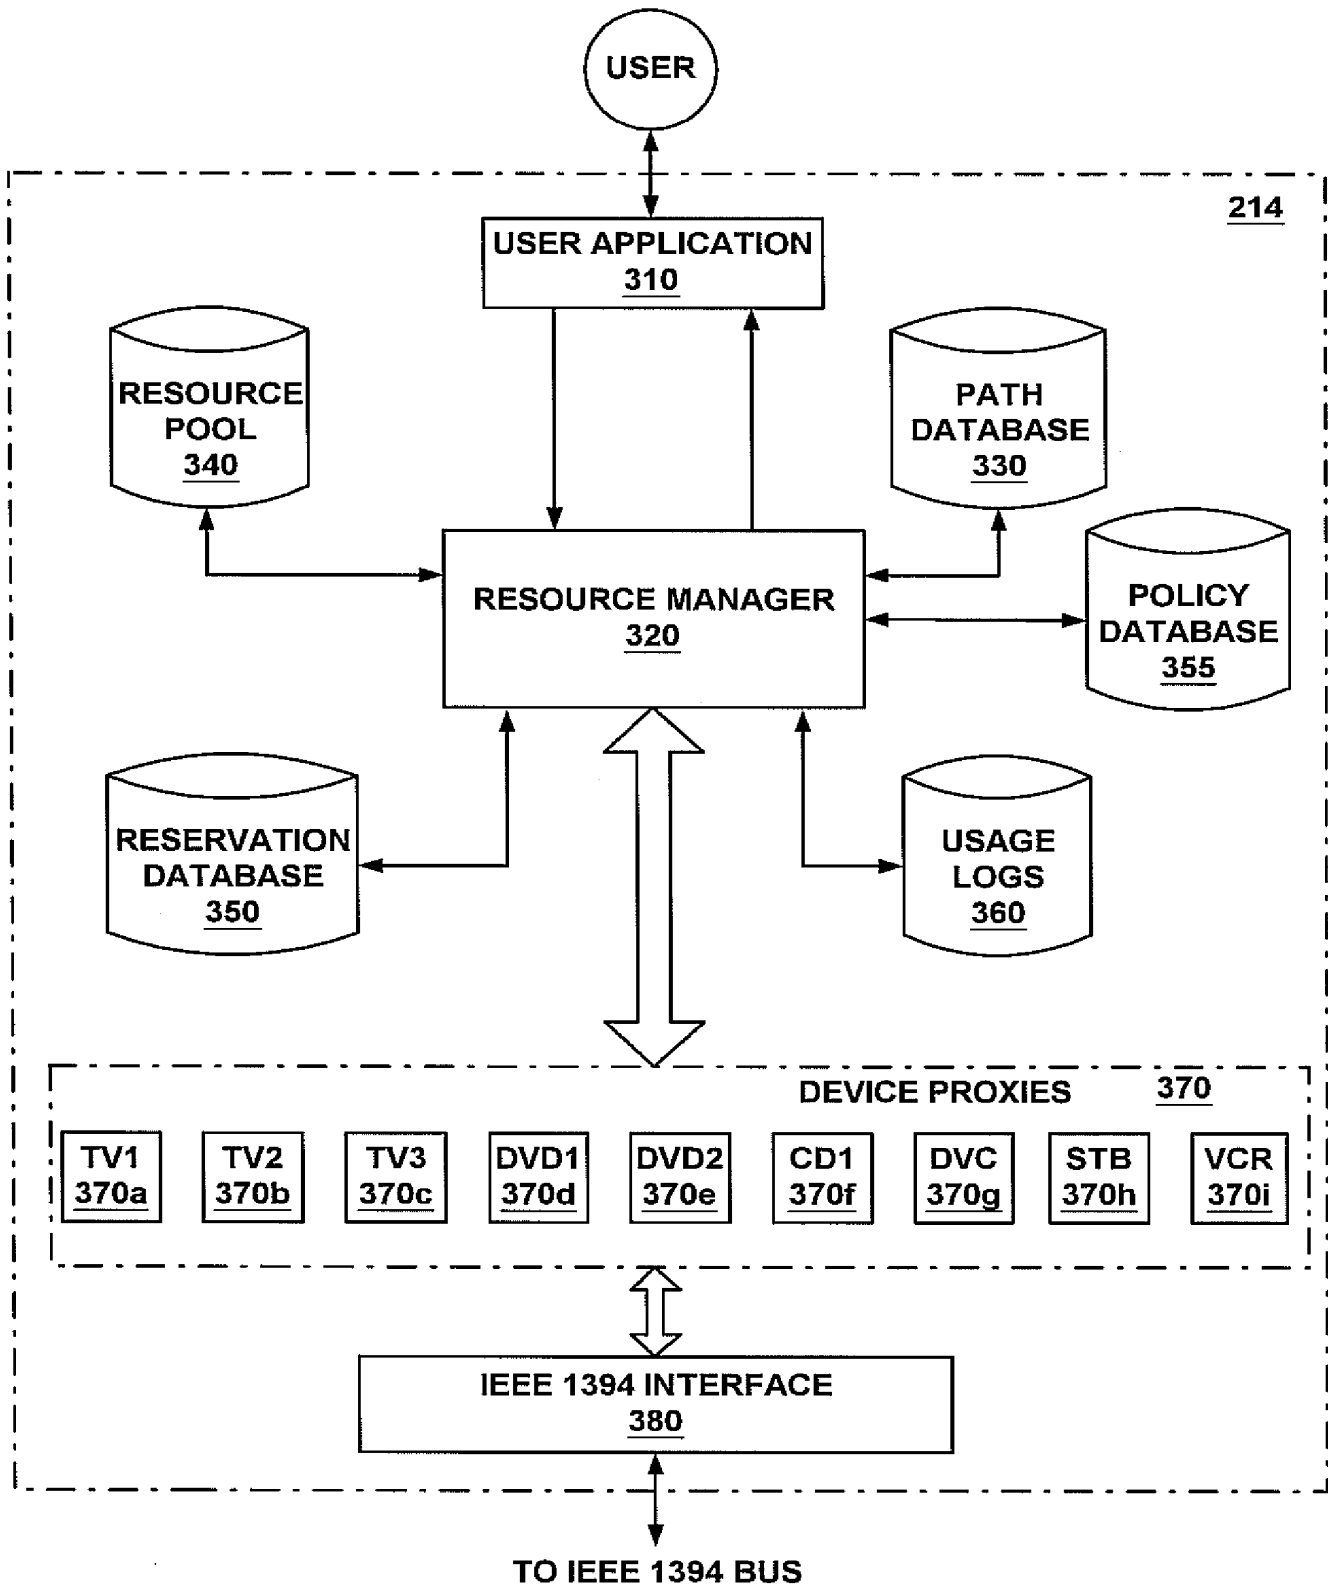 USER
214
USER APPLICATION
310
RESOURCE
POOL
340
PATH
DATABASE
330
RESOURCE MANAGER
320
POLICY
DATABASE
355
RESERVATION
DATABASE
350
USAGE
LOGS
360
DEVICE PROXIES 370
TV1
370a
TV2
370b
TV3
370c
DVD1
370d
DVD2
370e
CD1
370f
DVC
370g
STB
370h
VCR
370i
IEEE 1394 INTERFACE
380
TO IEEE 1394 BUS